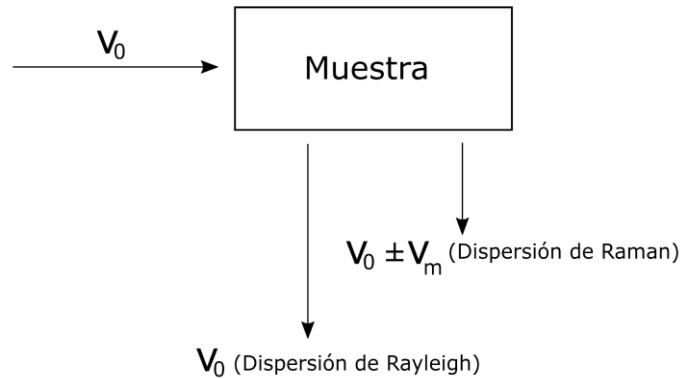 V₀
Muestra
V₀ ± Vₘ (Dispersión de Raman)
V₀ (Dispersión de Rayleigh)